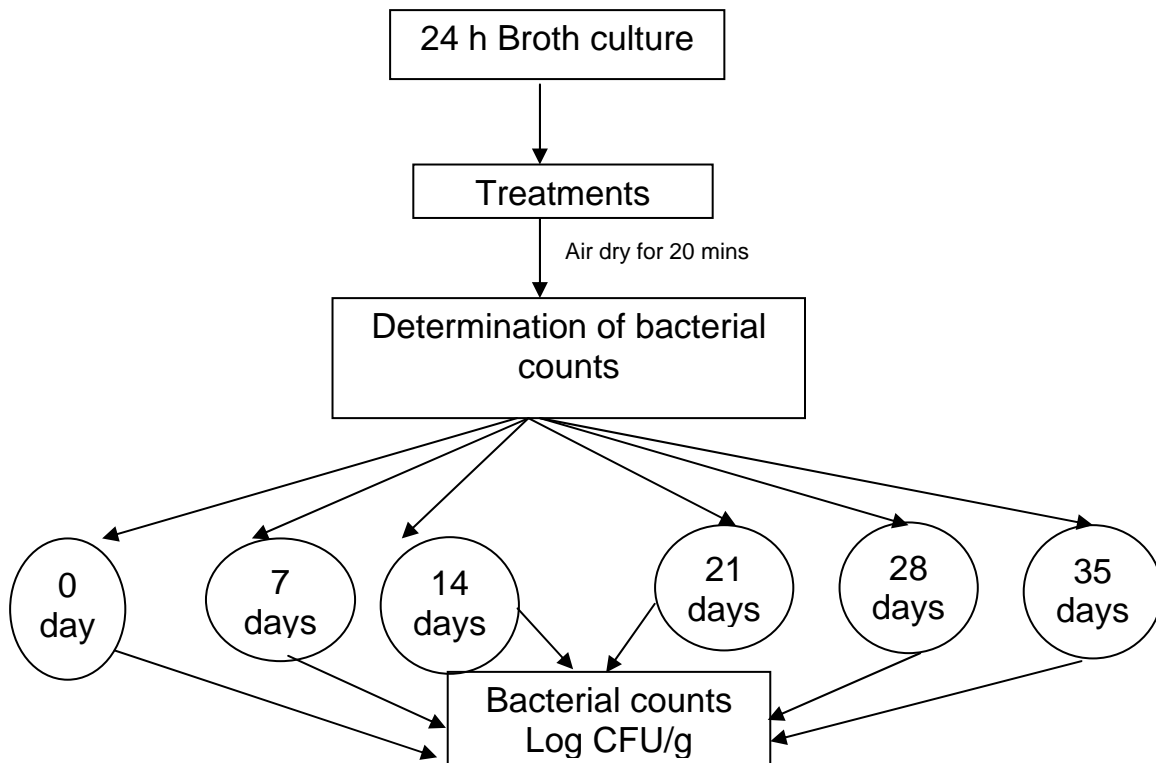 24 h Broth culture
Treatments
Air dry for 20 mins
Determination of bacterial
counts
0
day
7
days
14
days
21
days
28
days
35
days
Bacterial counts
Log CFU/g